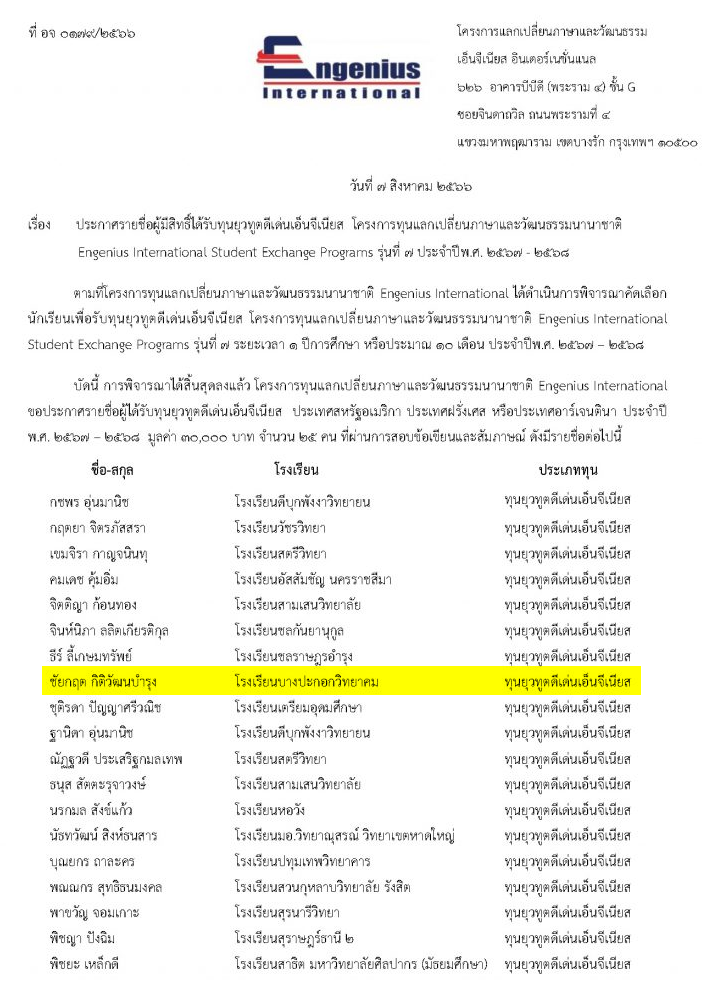 ที่ อจ ๐๑๗๙/๒๕๖๖
Engenius
International
โครงการแลกเปลี่ยนภาษาและวัฒนธรรม
เอ็นจีเนียส อินเตอร์เนชั่นแนล
๖๒๖ อาคารบีบีดี (พระราม ๔) ชั้น G
ซอยจินดาถวิล ถนนพระรามที่ ๔
แขวงมหาพฤฒาราม เขตบางรัก กรุงเทพฯ ๑๐๕๐๐
วันที่ ๗ สิงหาคม ๒๕๖๖
เรื่อง ประกาศรายชื่อผู้มีสิทธิ์ได้รับทุนยุวทูตดีเด่นเอ็นจีเนียส โครงการทุนแลกเปลี่ยนภาษาและวัฒนธรรมนานาชาติ
Engenius International Student Exchange Programs รุ่นที่ ๗ ประจำปีพ.ศ. ๒๕๖๗ - ๒๕๖๘
ตามที่โครงการทุนแลกเปลี่ยนภาษาและวัฒนธรรมนานาชาติ Engenius International ได้ดำเนินการพิจารณาคัดเลือก
นักเรียนเพื่อรับทุนยุวทูตดีเด่นเอ็นจีเนียส โครงการทุนแลกเปลี่ยนภาษาและวัฒนธรรมนานาชาติ Engenius International
Student Exchange Programs รุ่นที่ ๗ ระยะเวลา ๑ ปีการศึกษา หรือประมาณ ๑๐ เดือน ประจำปีพ.ศ. ๒๕๖๗ – ๒๕๖๘
บัดนี้ การพิจารณาได้สิ้นสุดลงแล้ว โครงการทุนแลกเปลี่ยนภาษาและวัฒนธรรมนานาชาติ Engenius International
ขอประกาศรายชื่อผู้ได้รับทุนยุวทูตดีเด่นเอ็นจีเนียส ประเทศสหรัฐอเมริกา ประเทศฝรั่งเศส หรือประเทศอาร์เจนตินา ประจำปี
พ.ศ. ๒๕๖๗ – ๒๕๖๘ มูลค่า ๓๐,๐๐๐ บาท จำนวน ๒๕ คน ที่ผ่านการสอบข้อเขียนและสัมภาษณ์ ดังมีรายชื่อต่อไปนี้
ชื่อ-สกุล โรงเรียน ประเภททุน
กชพร อุ่นมานิช โรงเรียนดีบุกพังงาวิทยายน ทุนยุวทูตดีเด่นเอ็นจีเนียส
กฤตยา จิตรภัสสรา โรงเรียนวัชรวิทยา ทุนยุวทูตดีเด่นเอ็นจีเนียส
เขมจิรา กาญจนินทุ โรงเรียนสตรีวิทยา ทุนยุวทูตดีเด่นเอ็นจีเนียส
คมเดช คุ้มอิ่ม โรงเรียนอัสสัมชัญ นครราชสีมา ทุนยุวทูตดีเด่นเอ็นจีเนียส
จิตติญา ก้อนทอง โรงเรียนสามเสนวิทยาลัย ทุนยุวทูตดีเด่นเอ็นจีเนียส
จินห์นิภา ลลิตเกียรติกุล โรงเรียนชลกันยานุกูล ทุนยุวทูตดีเด่นเอ็นจีเนียส
ธีร์ ลี้เกษมทรัพย์ โรงเรียนชลราษฎรอำรุง ทุนยุวทูตดีเด่นเอ็นจีเนียส
ชัยกฤต กิติวัฒนบำรุง โรงเรียนบางปะกอกวิทยาคม ทุนยุวทูตดีเด่นเอ็นจีเนียส
ชุติรดา ปัญญาศรีวณิช โรงเรียนเตรียมอุดมศึกษา ทุนยุวทูตดีเด่นเอ็นจีเนียส
ฐานิดา อุ่นมานิช โรงเรียนดีบุกพังงาวิทยายน ทุนยุวทูตดีเด่นเอ็นจีเนียส
ณัฏฐวดี ประเสริฐกมลเทพ โรงเรียนสตรีวิทยา ทุนยุวทูตดีเด่นเอ็นจีเนียส
ธนุส สัตตะรุจาวงษ์ โรงเรียนสามเสนวิทยาลัย ทุนยุวทูตดีเด่นเอ็นจีเนียส
นรกมล สังข์แก้ว โรงเรียนหอวัง ทุนยุวทูตดีเด่นเอ็นจีเนียส
นัธทวัฒน์ สิงห์ธนสาร โรงเรียนมอ.วิทยาณุสรณ์ วิทยาเขตหาดใหญ่ ทุนยุวทูตดีเด่นเอ็นจีเนียส
บุณยกร ถาละคร โรงเรียนปทุมเทพวิทยาคาร ทุนยุวทูตดีเด่นเอ็นจีเนียส
พณณกร สุทธิธนมงคล โรงเรียนสวนกุหลาบวิทยาลัย รังสิต ทุนยุวทูตดีเด่นเอ็นจีเนียส
พาขวัญ จอมเกาะ โรงเรียนสุรนารีวิทยา ทุนยุวทูตดีเด่นเอ็นจีเนียส
พิชญา ปังฉิม โรงเรียนสุราษฎร์ธานี ๒ ทุนยุวทูตดีเด่นเอ็นจีเนียส
พิชยะ เหล็กดี โรงเรียนสาธิต มหาวิทยาลัยศิลปากร (มัธยมศึกษา) ทุนยุวทูตดีเด่นเอ็นจีเนียส